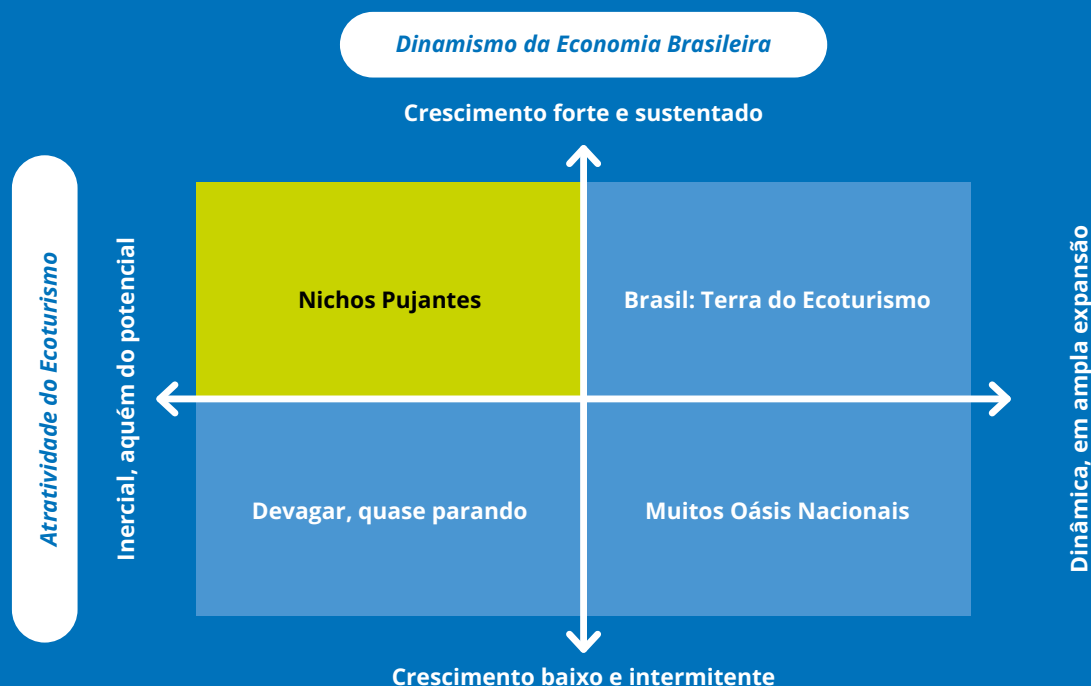 Dinamismo da Economia Brasileira
Crescimento forte e sustentado
Atratividade do Ecoturismo
Inercial, aquém do potencial
Nichos Pujantes
Brasil: Terra do Ecoturismo
Dinâmica, em ampla expansão
Devagar, quase parando
Muitos Oásis Nacionais
Crescimento baixo e intermitente